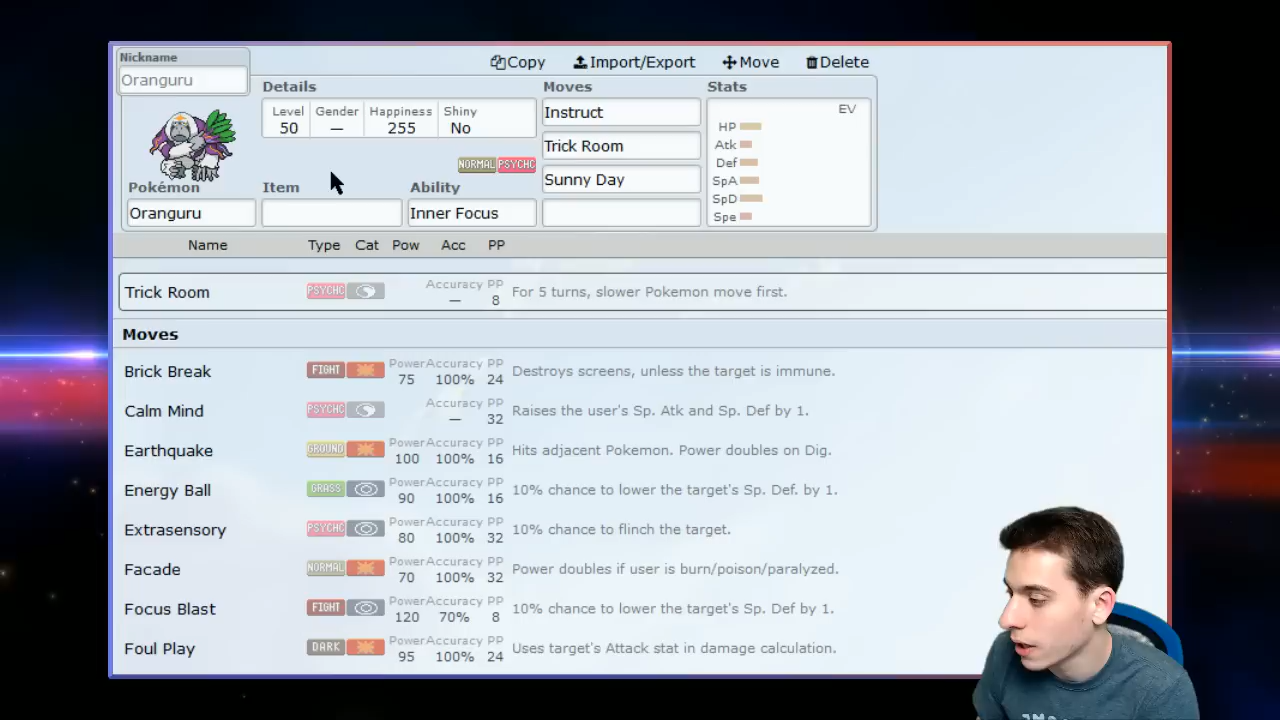 Nickname
Oranguru
Copy Import/Export Move Delete
Details Moves Stats
Level Gender Happiness Shiny
50 — 255 No
Instruct
Trick Room
Sunny Day
EV
HP
Atk
Def
SpA
SpD
Spe
NORMAL PSYCHC
Pokémon Item Ability
Oranguru Inner Focus
Name Type Cat Pow Acc PP
Trick Room PSYCHC Accuracy — PP 8 For 5 turns, slower Pokemon move first.
Moves
Brick Break FIGHT Power 75 Accuracy 100% PP 24 Destroys screens, unless the target is immune.
Calm Mind PSYCHC Accuracy — PP 32 Raises the user's Sp. Atk and Sp. Def by 1.
Earthquake GROUND Power 100 Accuracy 100% PP 16 Hits adjacent Pokemon. Power doubles on Dig.
Energy Ball GRASS Power 90 Accuracy 100% PP 16 10% chance to lower the target's Sp. Def. by 1.
Extrasensory PSYCHC Power 80 Accuracy 100% PP 32 10% chance to flinch the target.
Facade NORMAL Power 70 Accuracy 100% PP 32 Power doubles if user is burn/poison/paralyzed.
Focus Blast FIGHT Power 120 Accuracy 70% PP 8 10% chance to lower the target's Sp. Def by 1.
Foul Play DARK Power 95 Accuracy 100% PP 24 Uses target's Attack stat in damage calculation.